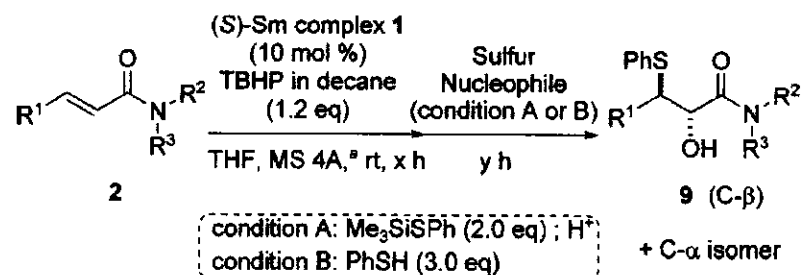 (S)-Sm complex 1
(10 mol %)
TBHP in decane
(1.2 eq)
Sulfur
Nucleophile
(condition A or B)
THF, MS 4A,ª rt, x h
y h
R¹
O
N
R²
R³
2
PhS
R¹
O
OH
N
R²
R³
9 (C-β)
+ C-α isomer
condition A: Me₃SiSPh (2.0 eq) ; H⁺
condition B: PhSH (3.0 eq)